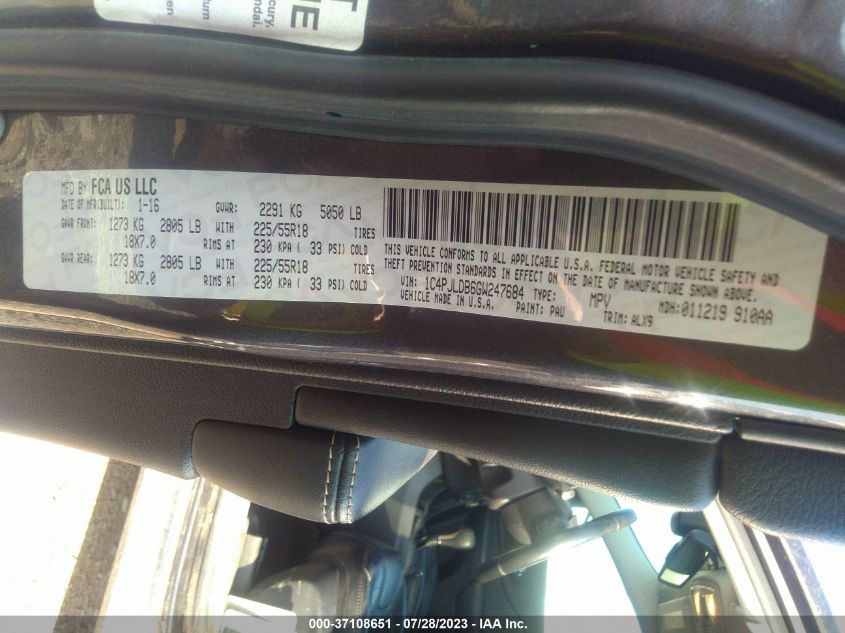 T
NE
cury,
ndai,
num
en
MFD BY FCA US LLC
DATE OF MFR(BUILT): 1-16 GVWR: 2291 KG 5050 LB
GAWR FRONT: 1273 KG 2805 LB WITH 225/55R18 TIRES
18X7.0 RIMS AT 230 KPA ( 33 PSI) COLD
GAWR REAR: 1273 KG 2805 LB WITH 225/55R18 TIRES
18X7.0 RIMS AT 230 KPA ( 33 PSI) COLD
THIS VEHICLE CONFORMS TO ALL APPLICABLE U.S.A. FEDERAL MOTOR VEHICLE SAFETY AND
THEFT PREVENTION STANDARDS IN EFFECT ON THE DATE OF MANUFACTURE SHOWN ABOVE.
VIN: 1C4PJLDB6GW247684 TYPE: MPV MDH:011219 910AA
VEHICLE MADE IN U.S.A. PAINT: PAU TRIM: ALX9
000-37108651 / 07/28/2023 - IAA Inc.